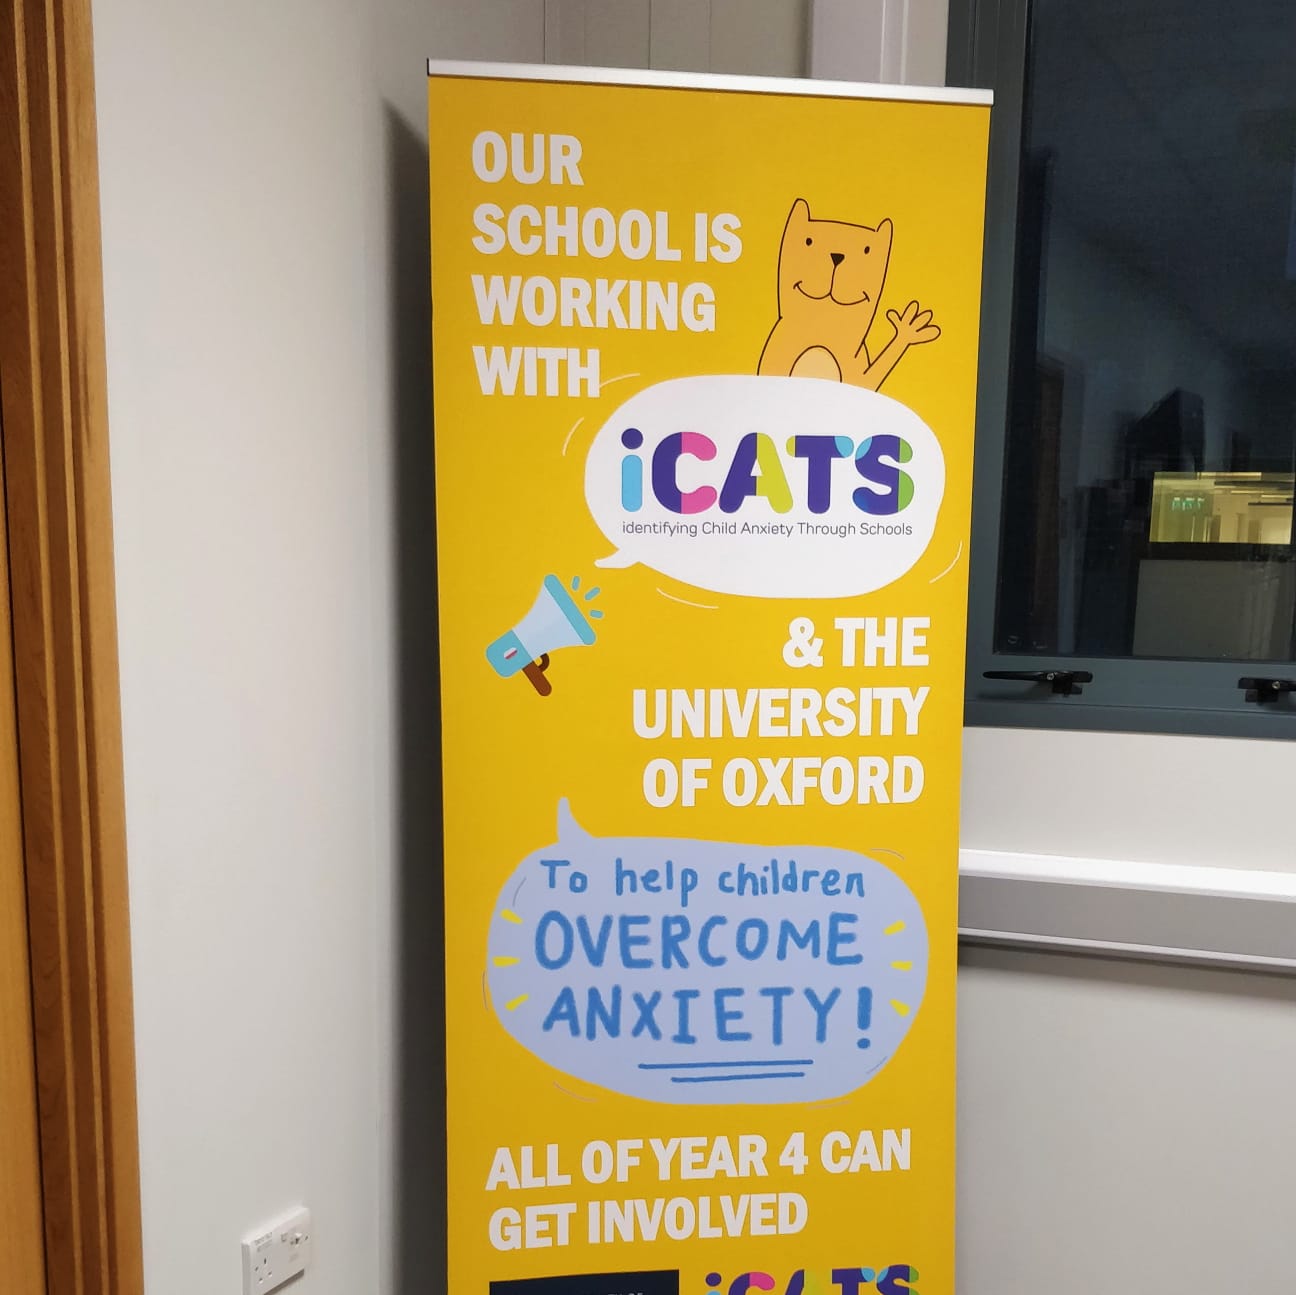 OUR
SCHOOL IS
WORKING
WITH
iCATS
identifying Child Anxiety Through Schools
& THE
UNIVERSITY
OF OXFORD
To help children
OVERCOME
ANXIETY!
ALL OF YEAR 4 CAN
GET INVOLVED
iCATS